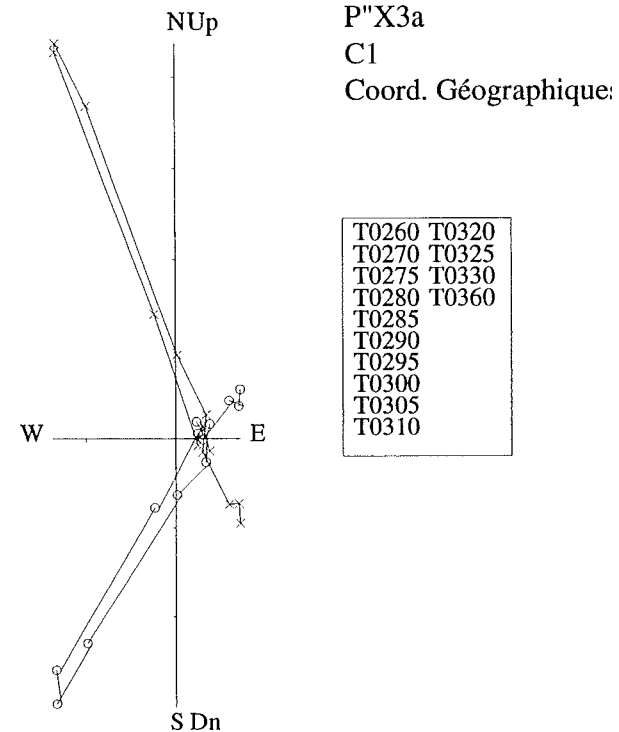 NUp
P"X3a
C1
Coord. Géographique
T0260 T0320
T0270 T0325
T0275 T0330
T0280 T0360
T0285
T0290
T0295
T0300
T0305
T0310
W
E
S Dn